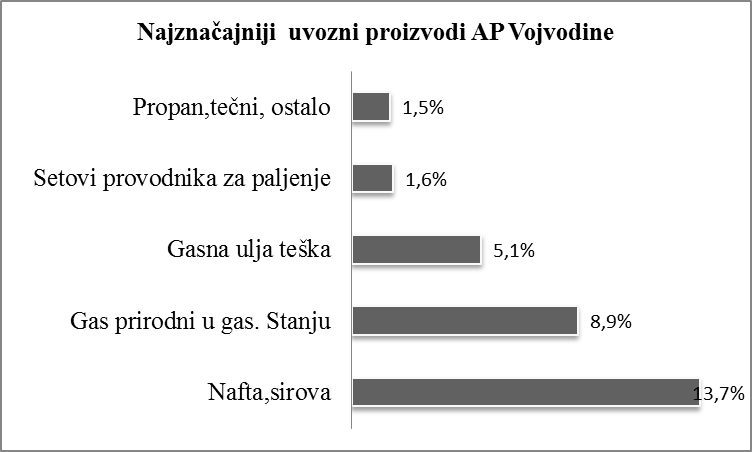 Najznačajniji uvozni proizvodi AP Vojvodine
Propan,tečni, ostalo 1,5%
Setovi provodnika za paljenje 1,6%
Gasna ulja teška 5,1%
Gas prirodni u gas. Stanju 8,9%
Nafta,sirova 13,7%